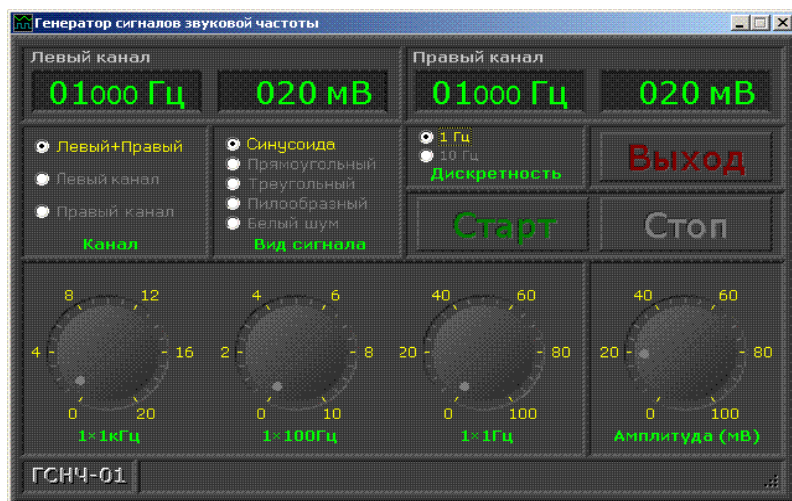 Генератор сигналов звуковой частоты
Левый канал
01000 Гц
020 мВ
Правый канал
01000 Гц
020 мВ
Левый+Правый
Левый канал
Правый канал
Канал
Синусоида
Прямоугольный
Треугольный
Пилообразный
Белый шум
Вид сигнала
1 Гц
10 Гц
Дискретность
Выход
Старт
Стоп
8 12
4 16
0 20
1×1кГц
4 6
2 8
0 10
1×100Гц
40 60
20 80
0 100
1×1Гц
40 60
20 80
0 100
Амплитуда (мВ)
ГСНЧ-01